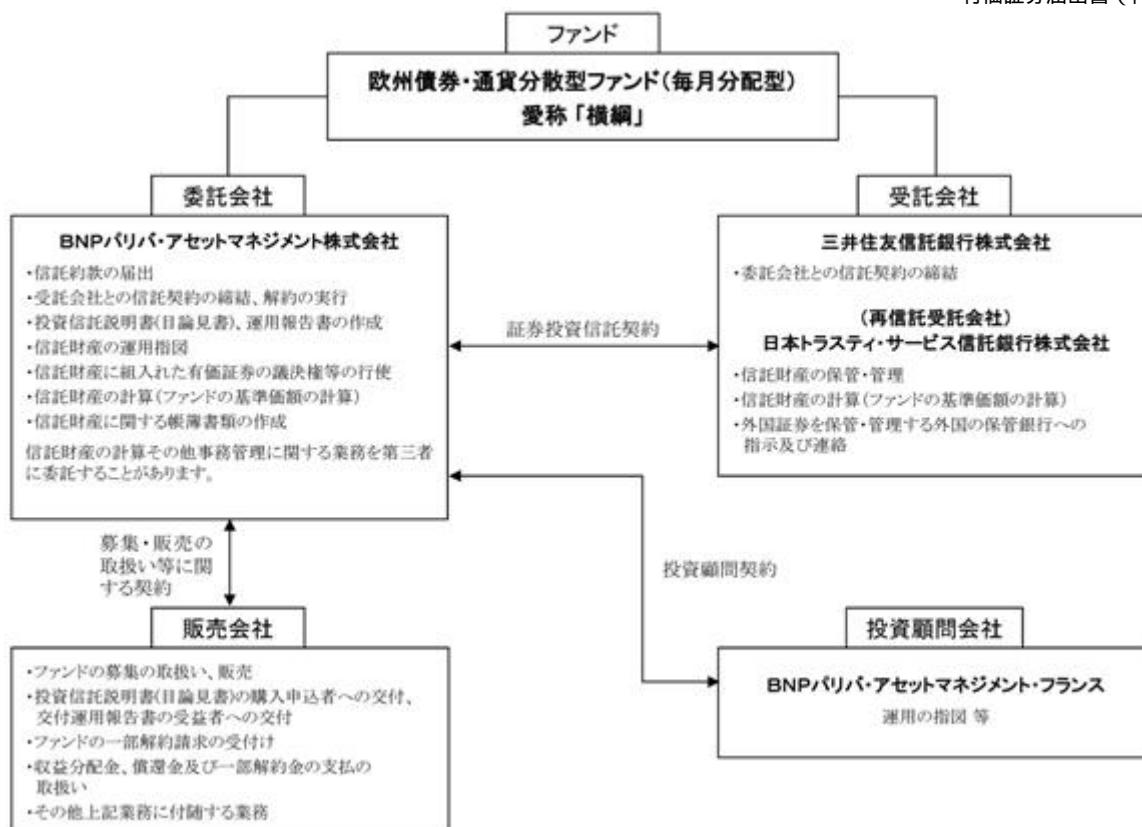 ファンド
欧州債券・通貨分散型ファンド(毎月分配型)
愛称「横綱」
委託会社
BNPパリバ・アセットマネジメント株式会社
・信託約款の届出
・受託会社との信託契約の締結、解約の実行
・投資信託説明書(目論見書)、運用報告書の作成
・信託財産の運用指図
・信託財産に組入れた有価証券の議決権等の行使
・信託財産の計算(ファンドの基準価額の計算)
・信託財産に関する帳簿書類の作成
信託財産の計算その他事務管理に関する業務を第三者
に委託することがあります。
証券投資信託契約
受託会社
三井住友信託銀行株式会社
・委託会社との信託契約の締結
(再信託受託会社)
日本トラスティ・サービス信託銀行株式会社
・信託財産の保管・管理
・信託財産の計算(ファンドの基準価額の計算)
・外国証券を保管・管理する外国の保管銀行への
指示及び連絡
募集・販売の
取扱い等に関
する契約
投資顧問契約
販売会社
・ファンドの募集の取扱い、販売
・投資信託説明書(目論見書)の購入申込者への交付、
交付運用報告書の受益者への交付
・ファンドの一部解約請求の受付け
・収益分配金、償還金及び一部解約金の支払の
取扱い
・その他上記業務に付随する業務
投資顧問会社
BNPパリバ・アセットマネジメント・フランス
運用の指図 等